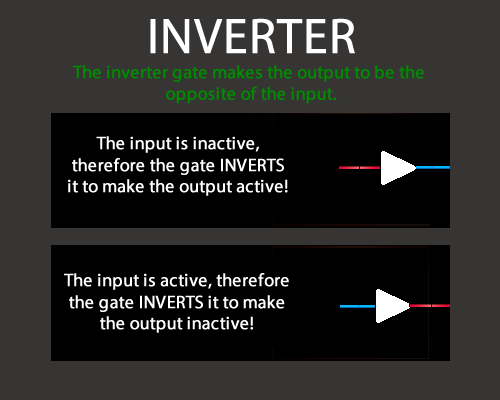 INVERTER
The inverter gate makes the output to be the
opposite of the input.
The input is inactive,
therefore the gate INVERTS
it to make the output active!
The input is active, therefore
the gate INVERTS it to make
the output inactive!